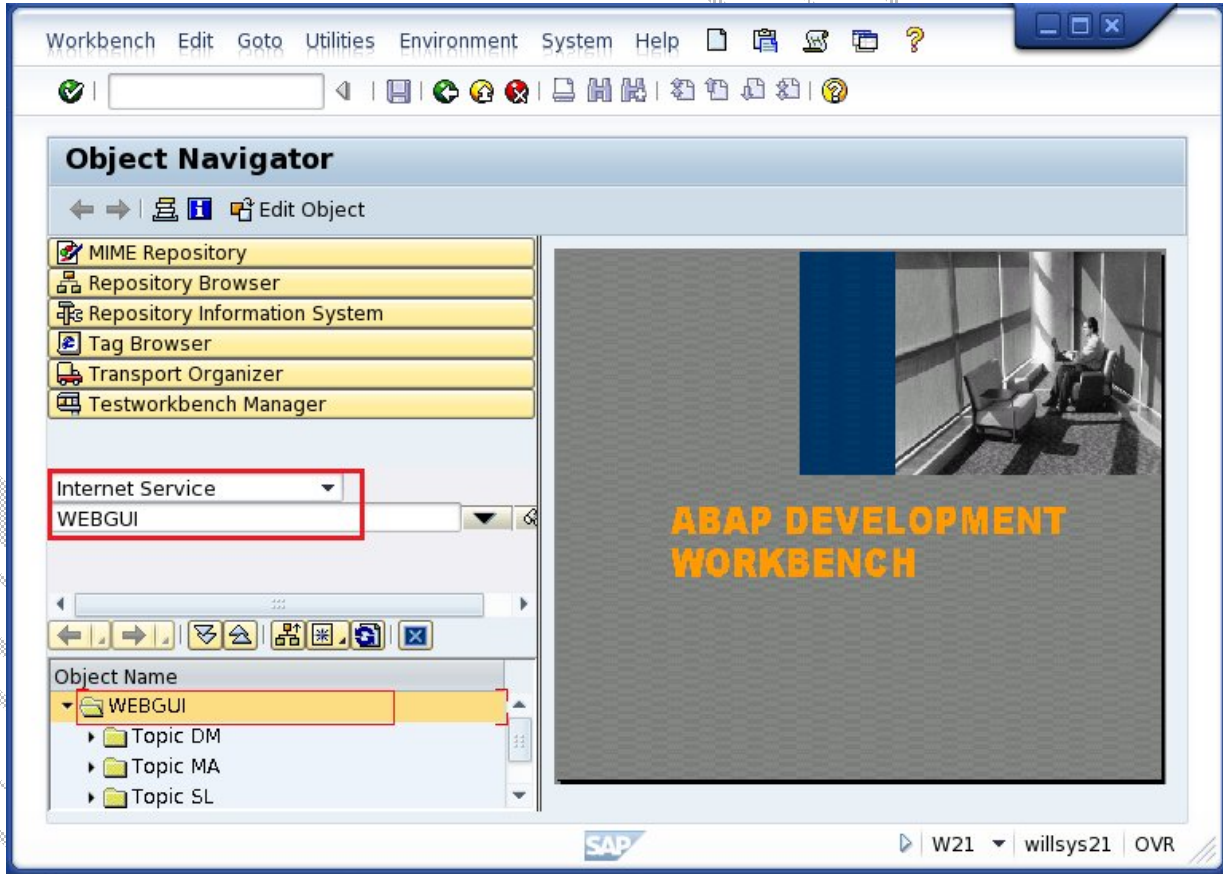 Workbench Edit Goto Utilities Environment System Help
Object Navigator
Edit Object
MIME Repository
Repository Browser
Repository Information System
Tag Browser
Transport Organizer
Testworkbench Manager
Internet Service
WEBGUI
ABAP DEVELOPMENT
WORKBENCH
Object Name
WEBGUI
Topic DM
Topic MA
Topic SL
SAP W21 willsys21 OVR